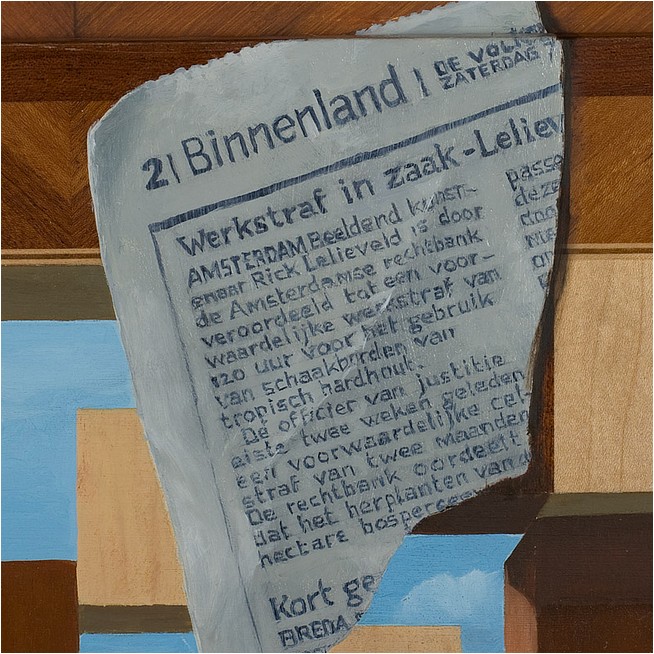 2| Binnenland | DE VOLK
ZATERDAG
Werkstraf in zaak-Leliev
AMSTERDAM Beeldend kunst-
enaar Rick Lelieveld is door
de Amsterdamse rechtbank
veroordeeld tot een voor-
waardelijke werkstraf van
120 uur voor het gebruik
van schaakborden van
tropisch hardhout.
De officier van justitie
eiste twee weken geleden
een voorwaardelijke cel-
straf van twee maanden
De rechtbank oordeelt
dat het herplanten van
hectare bosperceel
passe
deze
doo
Kort ge
BREDA